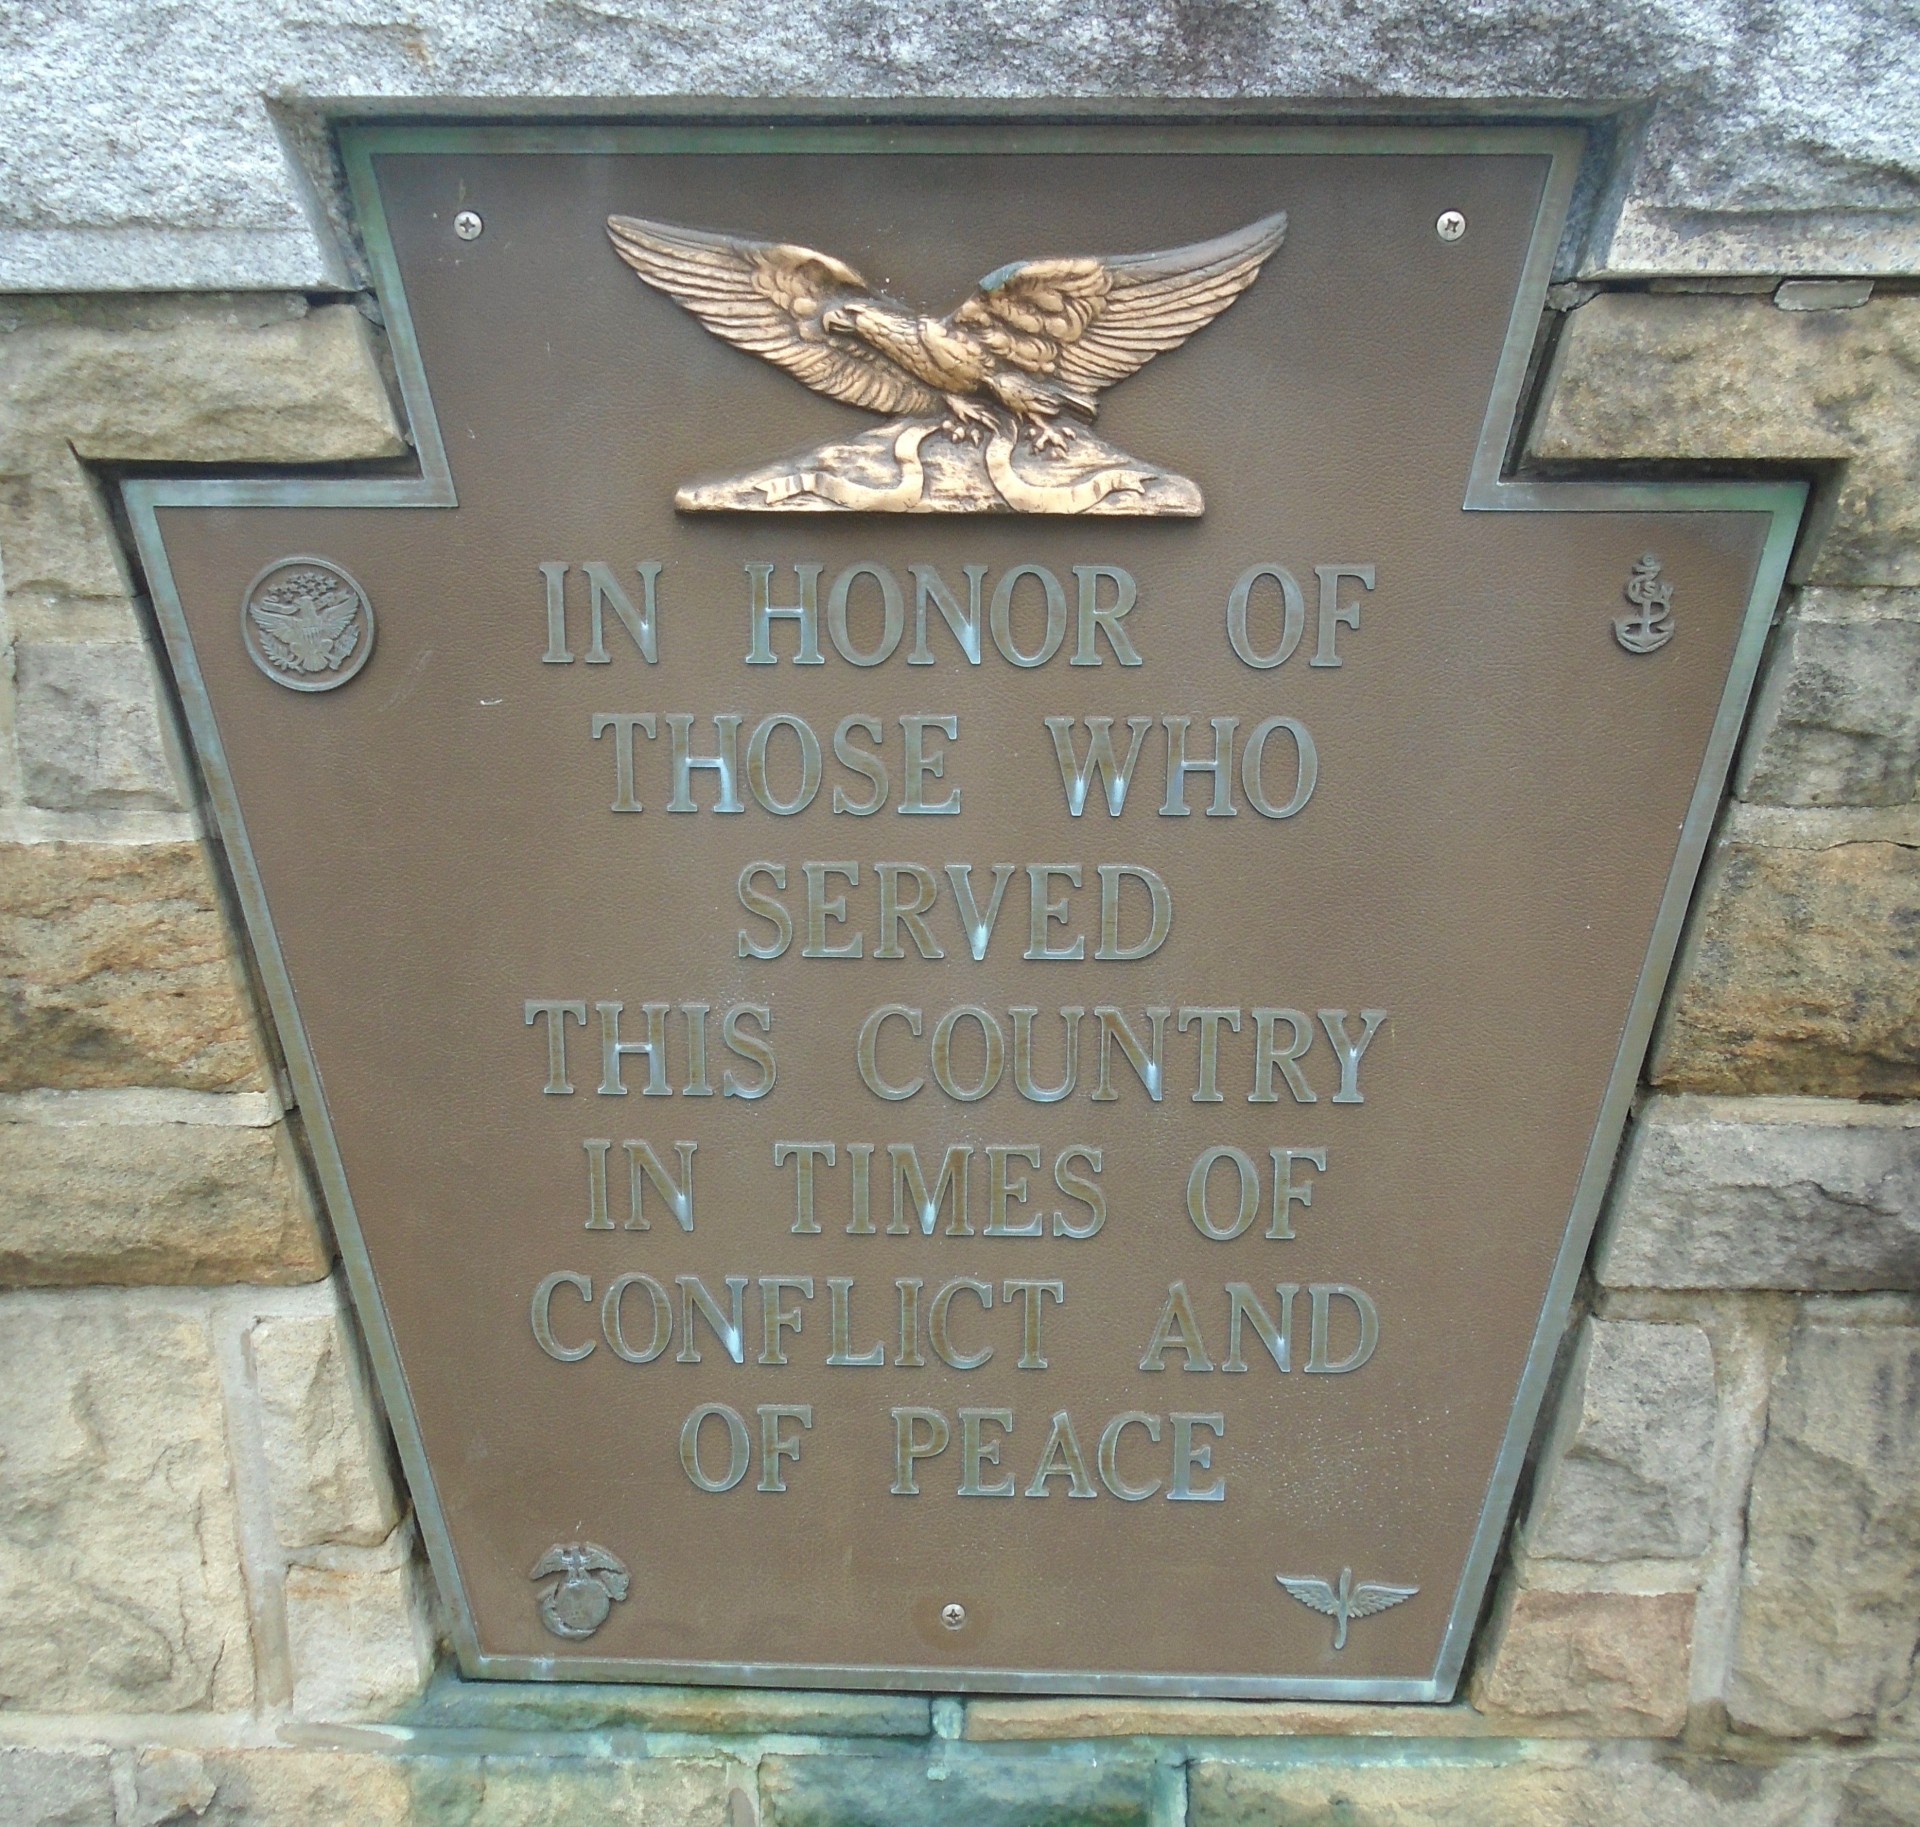 IN HONOR OF
THOSE WHO
SERVED
THIS COUNTRY
IN TIMES OF
CONFLICT AND
OF PEACE